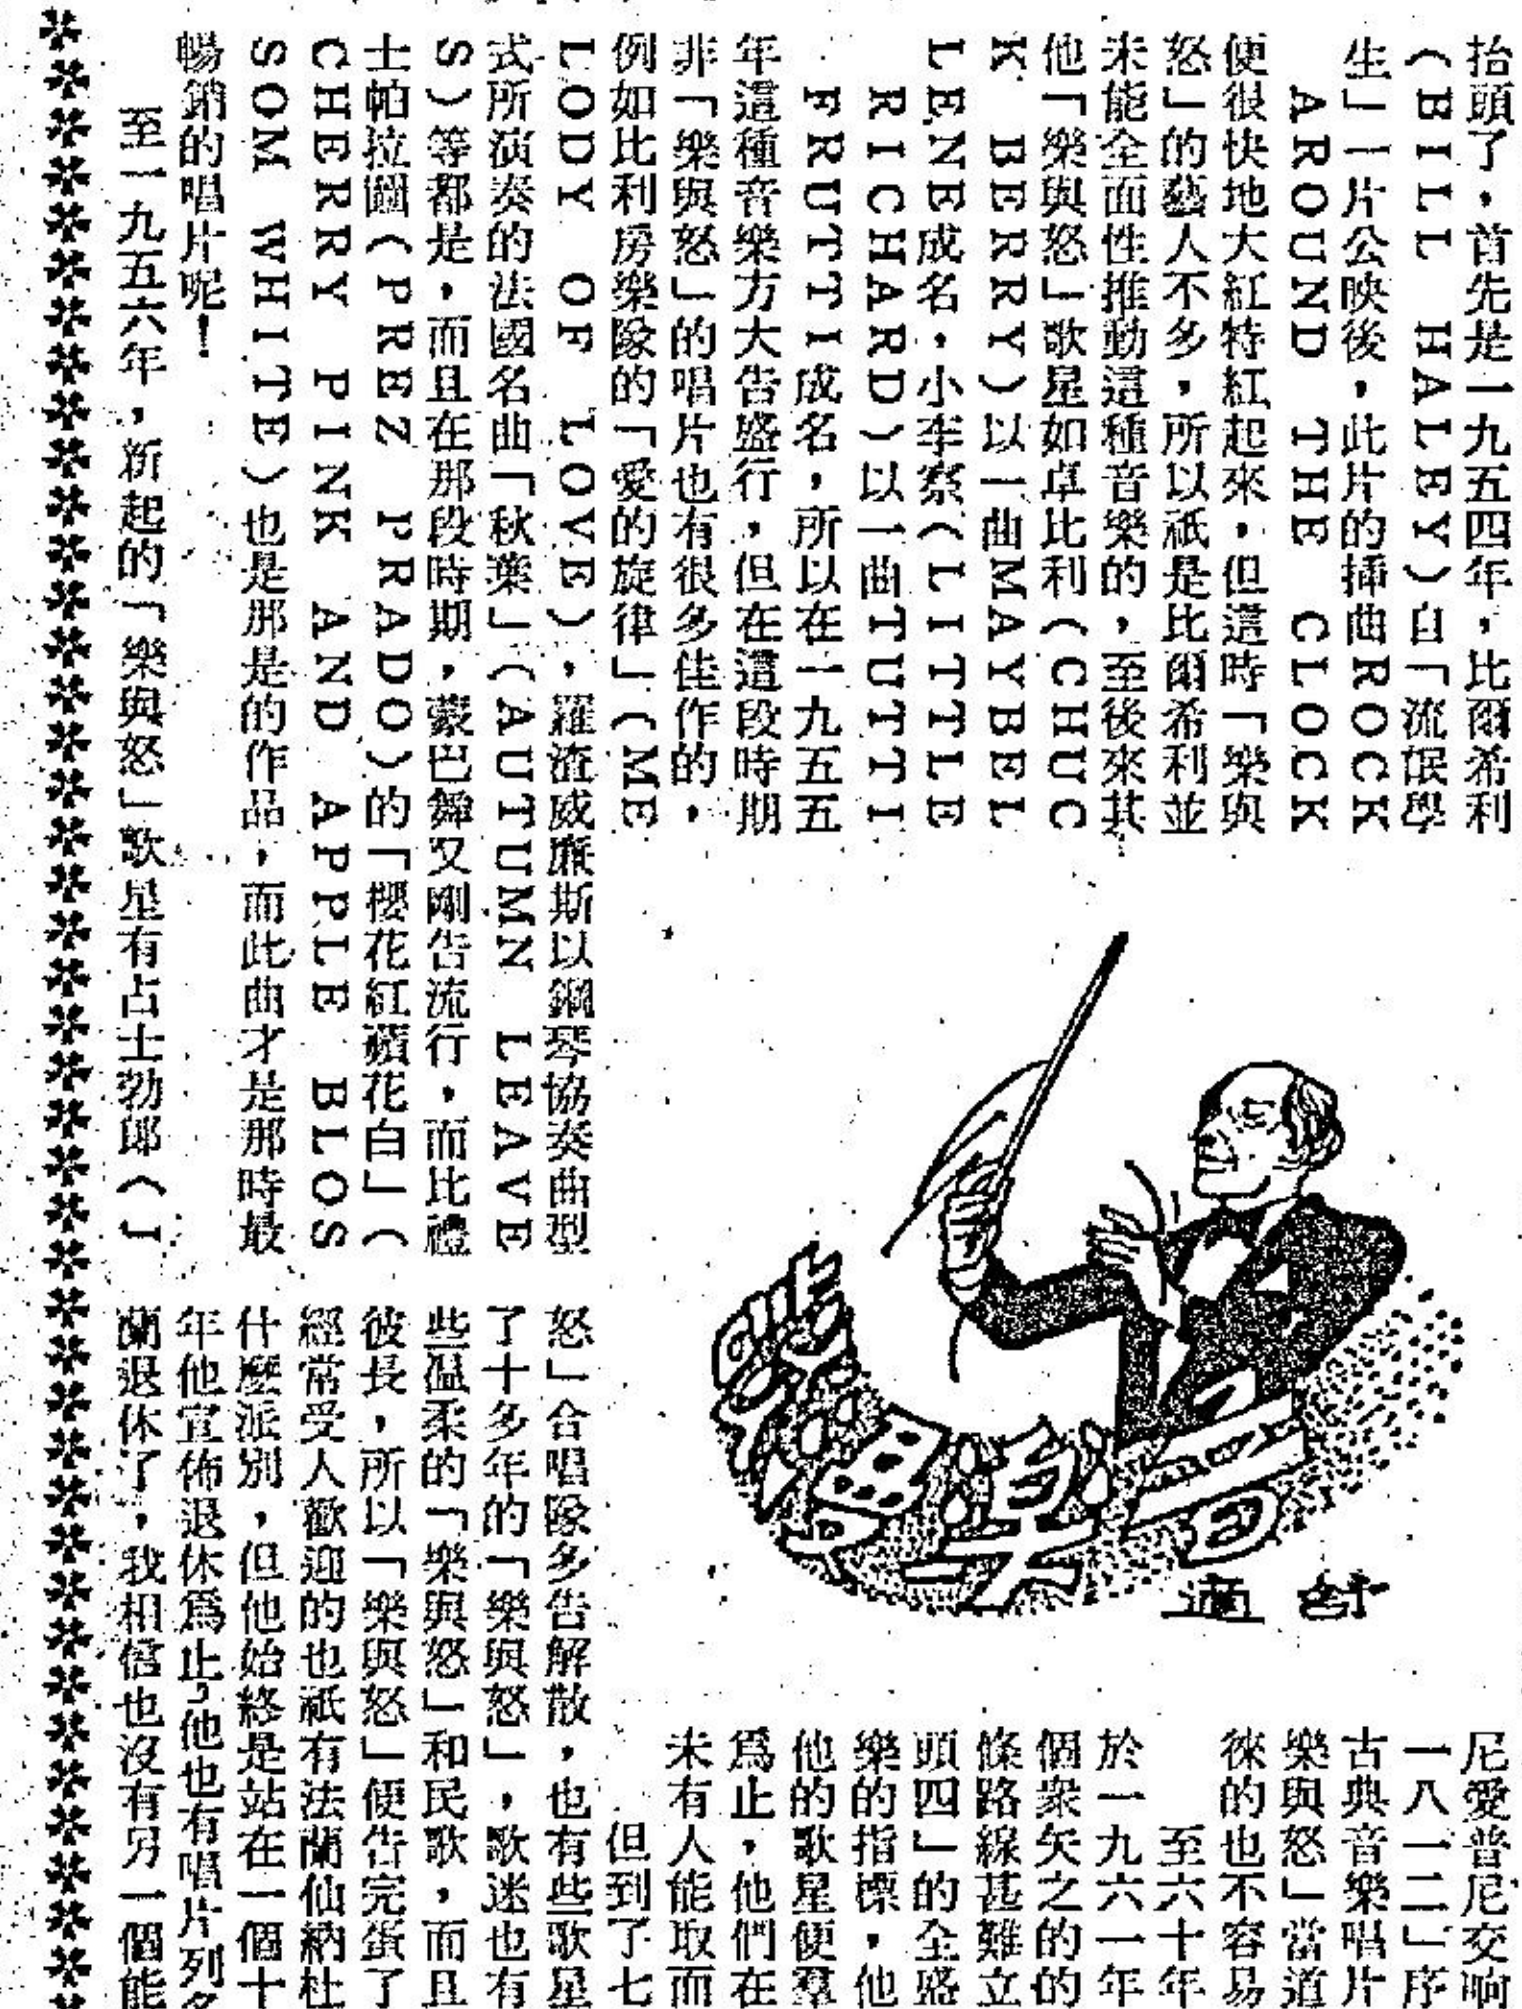 抬頭了，首先是一九五四年，比爾希利
（BILL HALEY）自「流氓學
生」一片公映後，此片的挿曲ROCK
AROUND THE CLOCK
便很快地大紅特紅起來，但這時「樂與
怒」的藝人不多，所以祇是比爾希利並
未能全面性推動這種音樂的，至後來其
他「樂與怒」歌星如卓比利（CHUC
K BERRY）以一曲MAYBEL
LENE成名，小李察（LITTLE
RICHARD）以一曲TUTTI
FRUTTI成名，所以在一九五五
年這種音樂方大告盛行，但在這段時期
非「樂與怒」的唱片也有很多佳作的，
例如比利房樂隊的「愛的旋律」（ME
LODY OF LOVE），羅渣威廉斯以鋼琴協奏曲型
式所演奏的法國名曲「秋葉」（AUTUMN LEAVE
S）等都是，而且在那段時期，蒙巴舞又剛告流行，而比禮
士帕拉圖（PREZ PRADO）的「櫻花紅蘋花白」（
CHERRY PINK AND APPLE BLOS
SOM WHITE）也是那是的作品，而此曲才是那時最
暢銷的唱片呢！
至一九五六年，新起的「樂與怒」歌星有占士勃郎（J
舒適
音樂
尼愛普尼交响
一八一二」序
古典音樂唱片
樂與怒」當道
徠的也不容易
至六十年
於一九六一年
個衆矢之的的
條路線甚難立
頭四」的全盛
樂的指標，他
他的歌星便羣
爲止，他們在
未有人能取而
但到了七
怒」合唱隊多告解散，也有些歌星
了十多年的「樂與怒」，歌迷也有
些溫柔的「樂與怒」和民歌，而且
彼長，所以「樂與怒」便告完蛋了
經常受人歡迎的也祇有法蘭仙納杜
什麽派別，但他始終是站在一個十
年他宣佈退休爲止，他也有唱片列名
蘭退休了，我相信也沒有另一個能